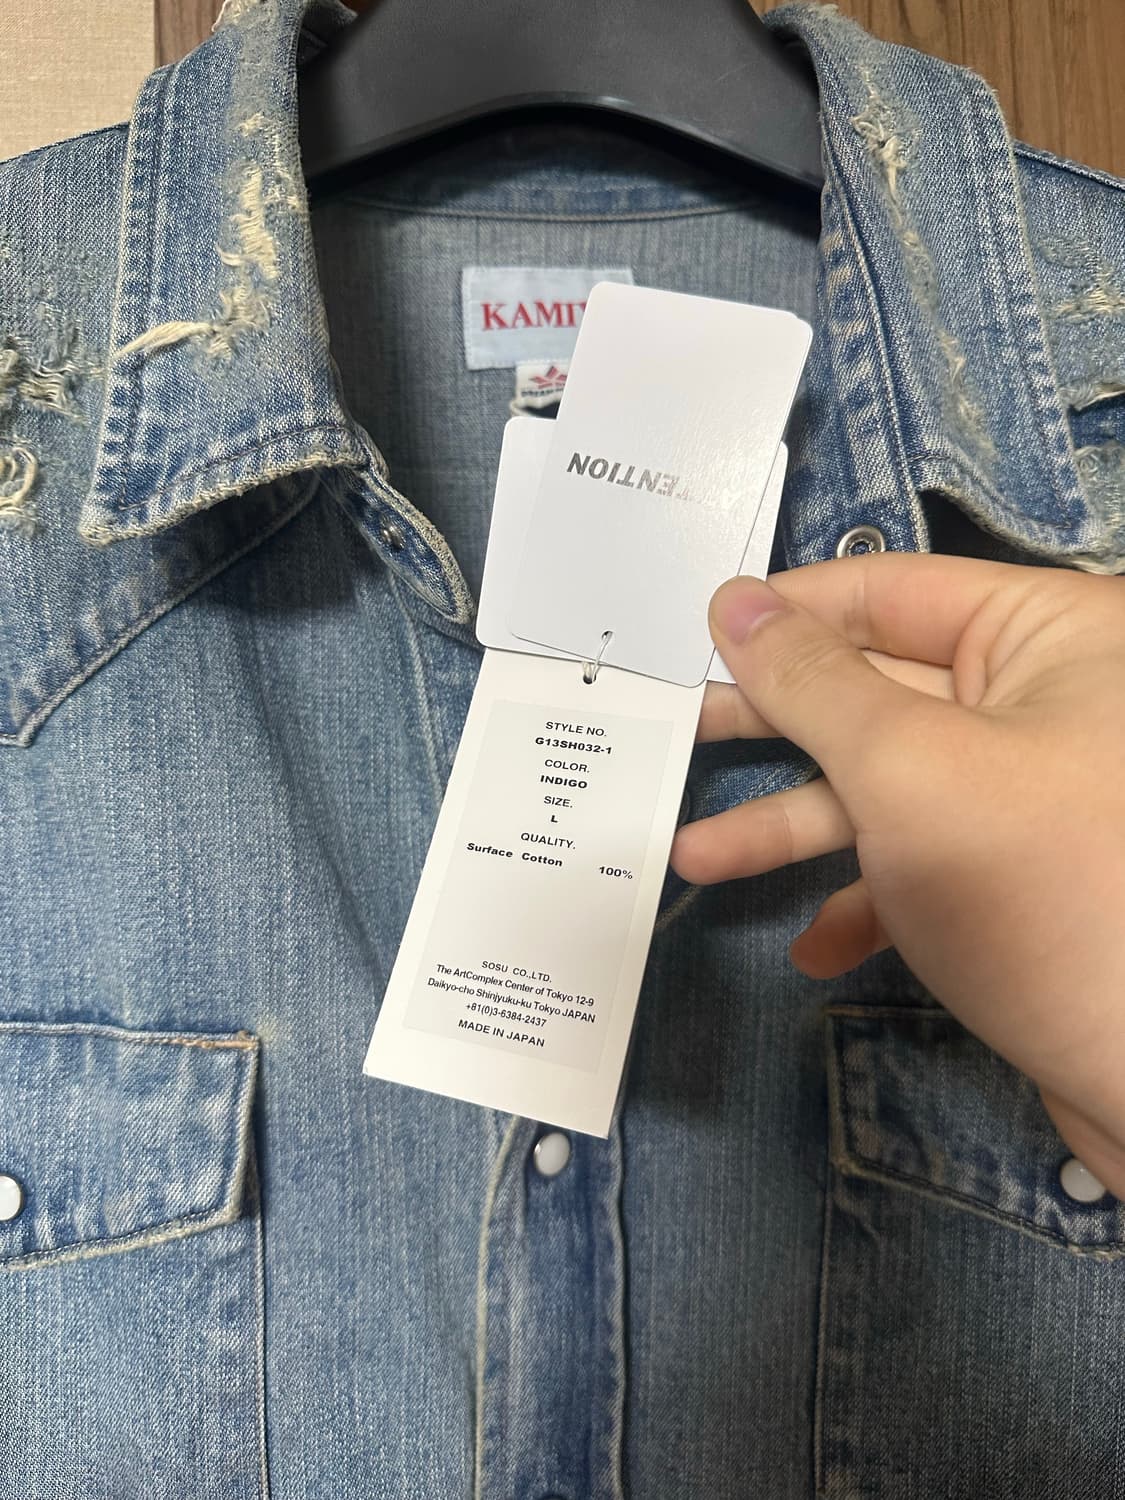 KAMI
ATTENTION
STYLE NO.
G13SH032-1
COLOR.
INDIGO
SIZE.
L
QUALITY.
Surface Cotton 100%
SOSU CO.,LTD.
The ArtComplex Center of Tokyo 12-9
Daikyo-cho Shinjyuku-ku Tokyo JAPAN
+81(0)3-6384-2437
MADE IN JAPAN